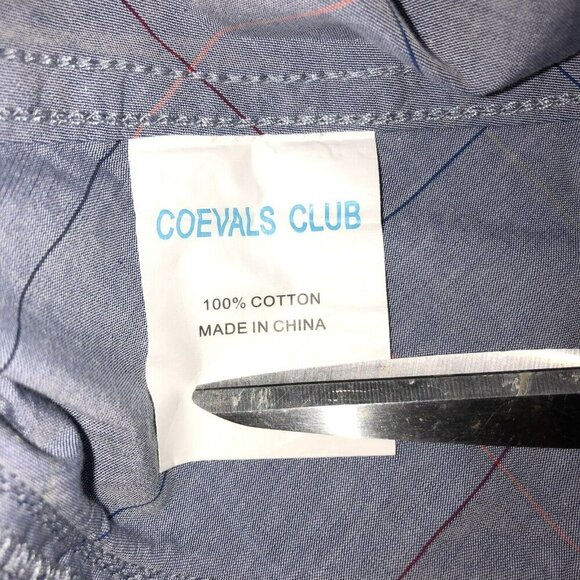 COEVALS CLUB
100% COTTON
MADE IN CHINA